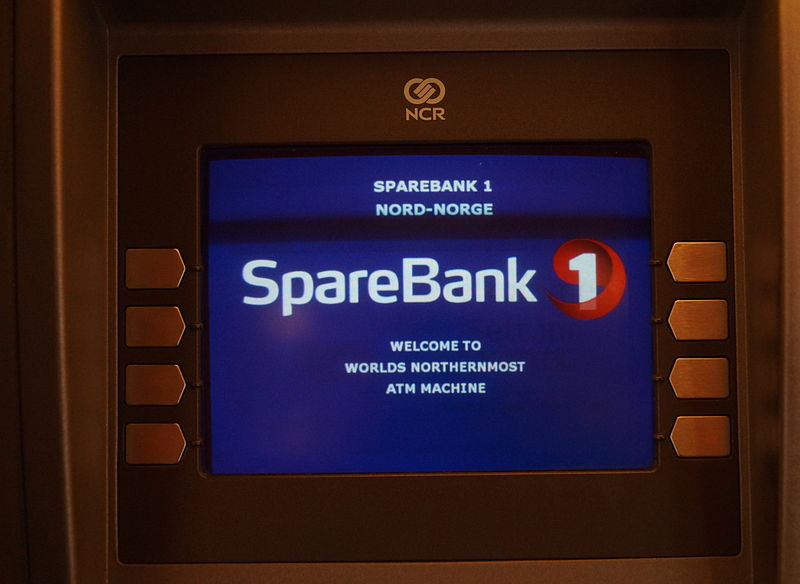 NCR
SPAREBANK 1
NORD-NORGE
SpareBank 1
WELCOME TO
WORLDS NORTHERNMOST
ATM MACHINE